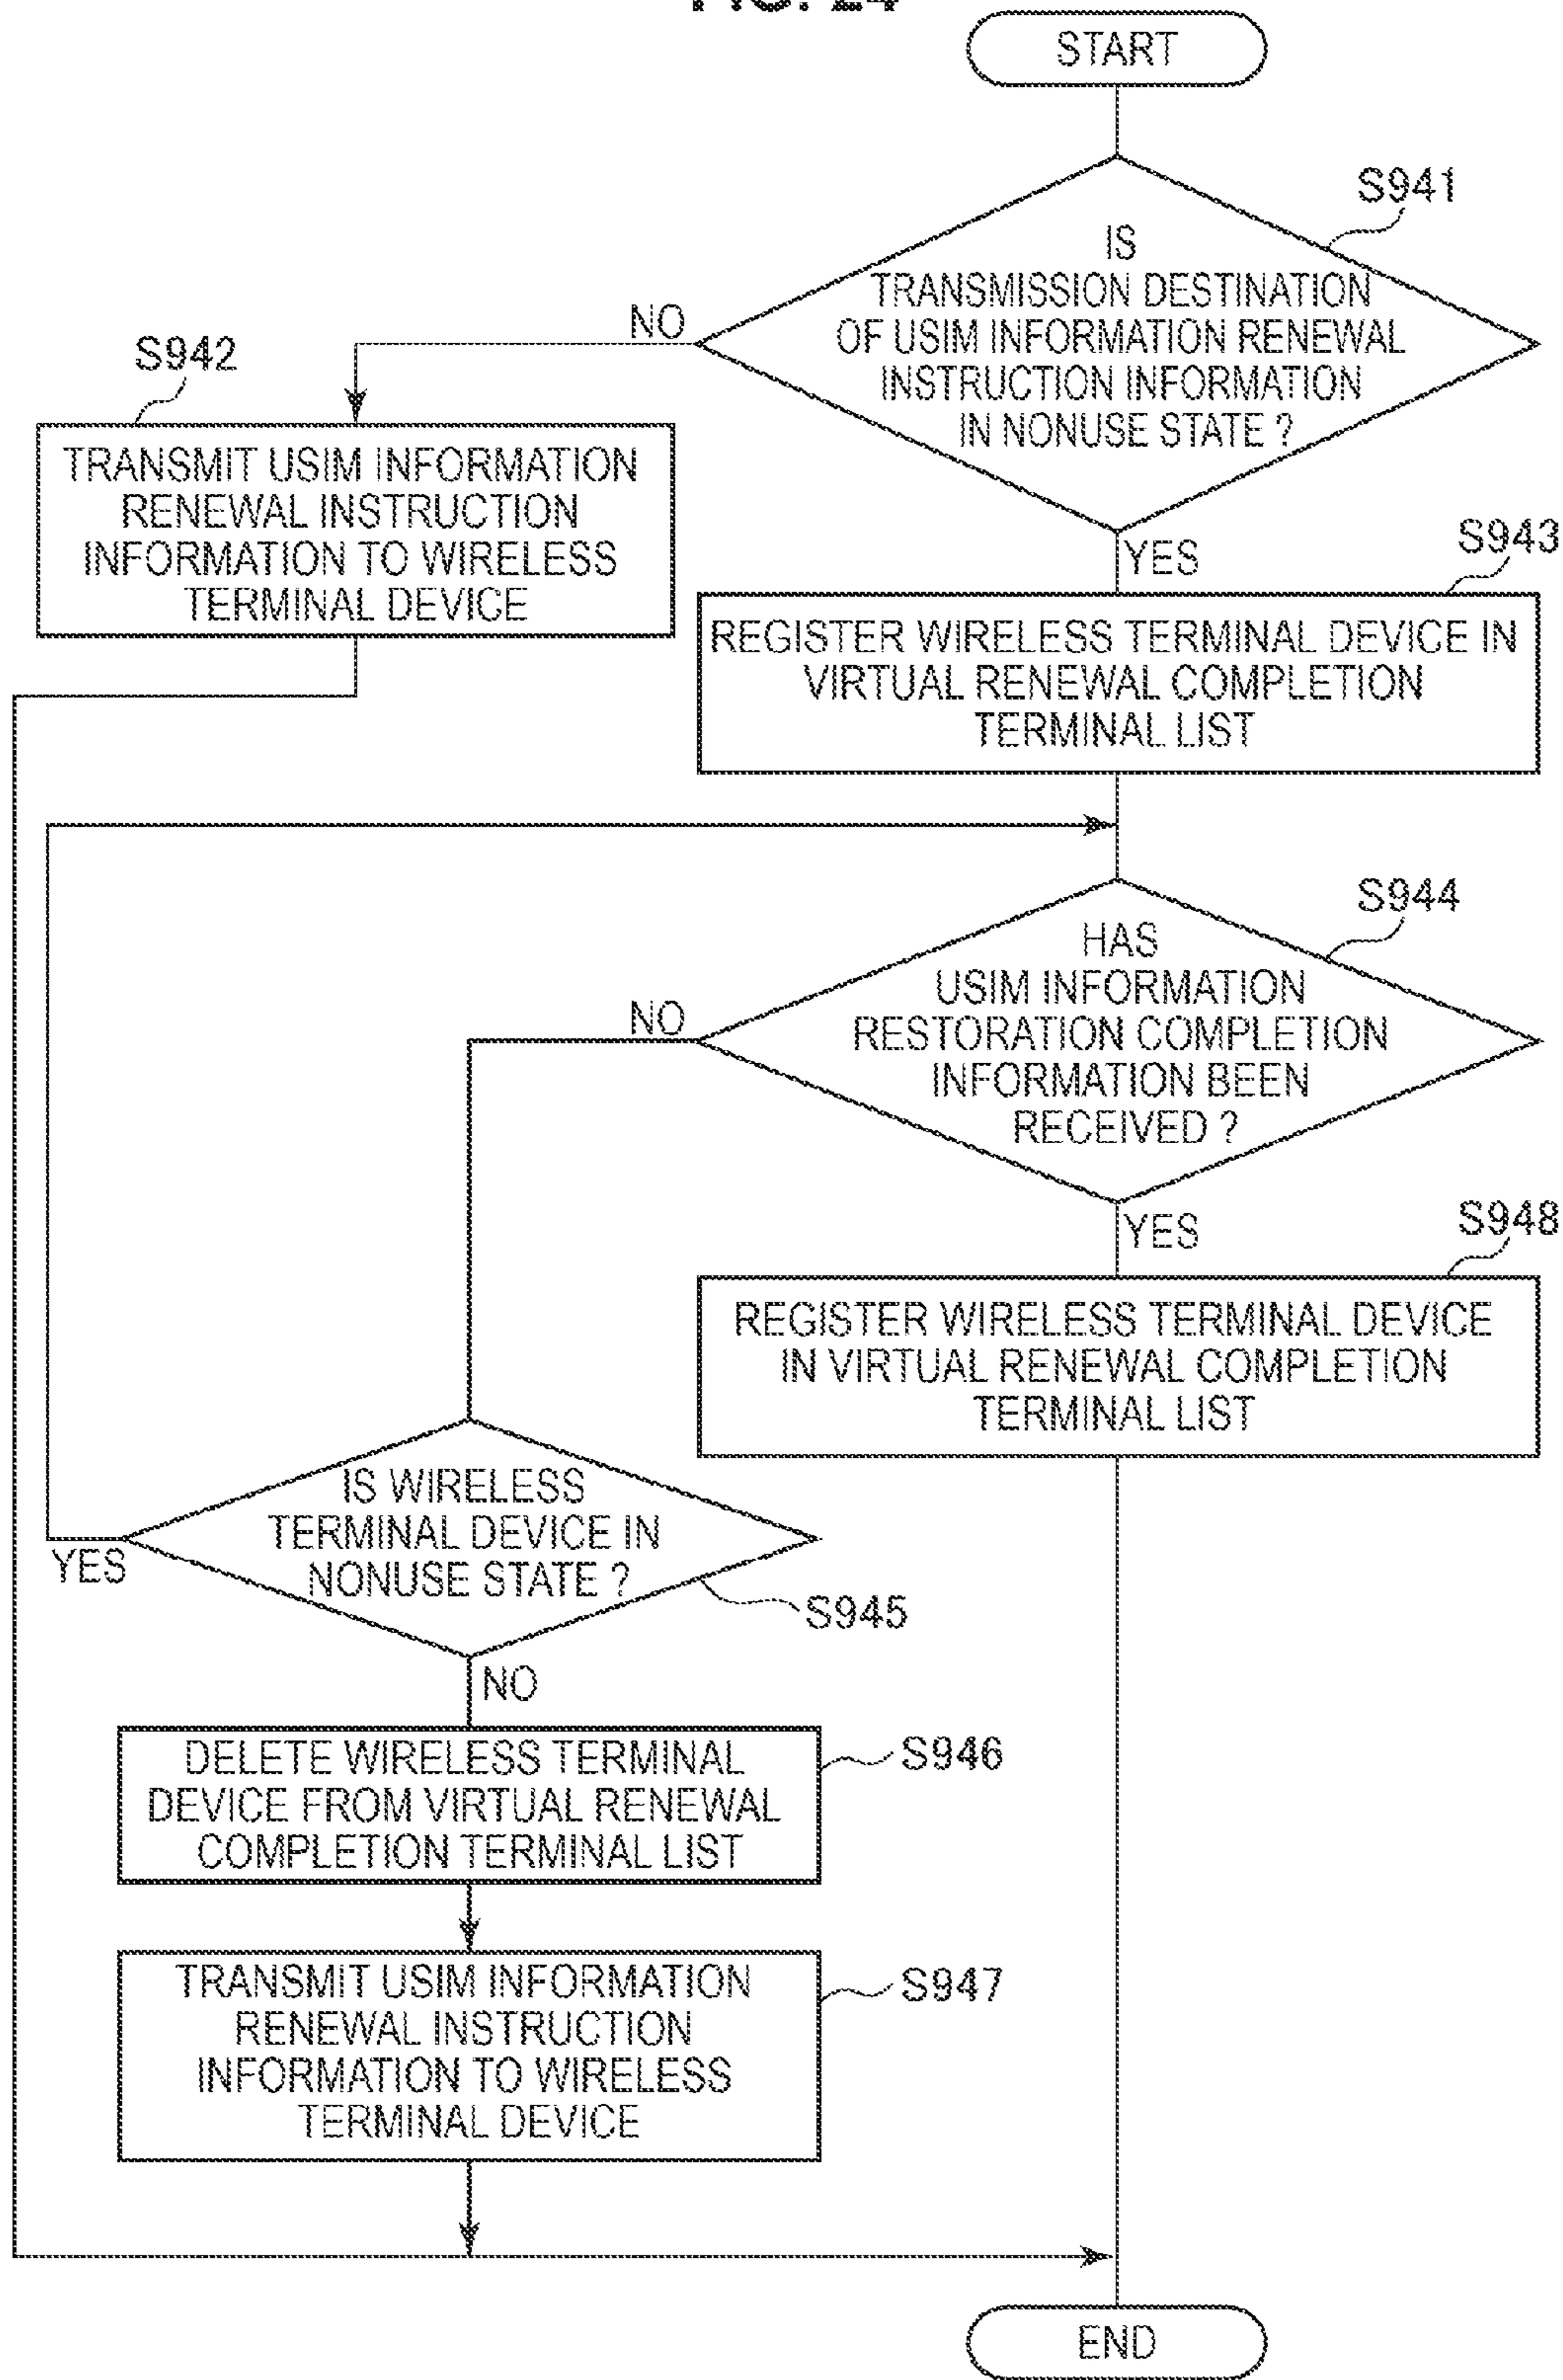 START
S941
IS
TRANSMISSION DESTINATION
OF USIM INFORMATION RENEWAL
INSTRUCTION INFORMATION
IN NONUSE STATE ?
NO
S942
TRANSMIT USIM INFORMATION
RENEWAL INSTRUCTION
INFORMATION TO WIRELESS
TERMINAL DEVICE
YES
S943
REGISTER WIRELESS TERMINAL DEVICE IN
VIRTUAL RENEWAL COMPLETION
TERMINAL LIST
S944
HAS
USIM INFORMATION
RESTORATION COMPLETION
INFORMATION BEEN
RECEIVED ?
NO
YES
S948
REGISTER WIRELESS TERMINAL DEVICE
IN VIRTUAL RENEWAL COMPLETION
TERMINAL LIST
IS WIRELESS
TERMINAL DEVICE IN
NONUSE STATE ?
YES
S945
NO
DELETE WIRELESS TERMINAL
DEVICE FROM VIRTUAL RENEWAL
COMPLETION TERMINAL LIST
S946
TRANSMIT USIM INFORMATION
RENEWAL INSTRUCTION
INFORMATION TO WIRELESS
TERMINAL DEVICE
S947
END